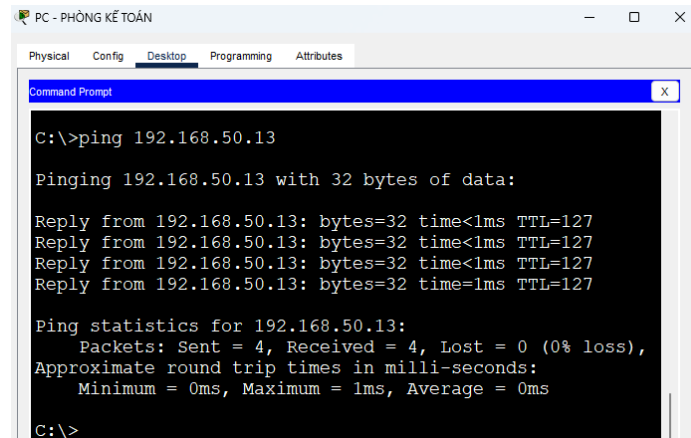 PC - PHÒNG KẾ TOÁN
Physical Config Desktop Programming Attributes
Command Prompt X
C:\>ping 192.168.50.13
Pinging 192.168.50.13 with 32 bytes of data:
Reply from 192.168.50.13: bytes=32 time<1ms TTL=127
Reply from 192.168.50.13: bytes=32 time<1ms TTL=127
Reply from 192.168.50.13: bytes=32 time<1ms TTL=127
Reply from 192.168.50.13: bytes=32 time=1ms TTL=127
Ping statistics for 192.168.50.13:
Packets: Sent = 4, Received = 4, Lost = 0 (0% loss),
Approximate round trip times in milli-seconds:
Minimum = 0ms, Maximum = 1ms, Average = 0ms
C:\>